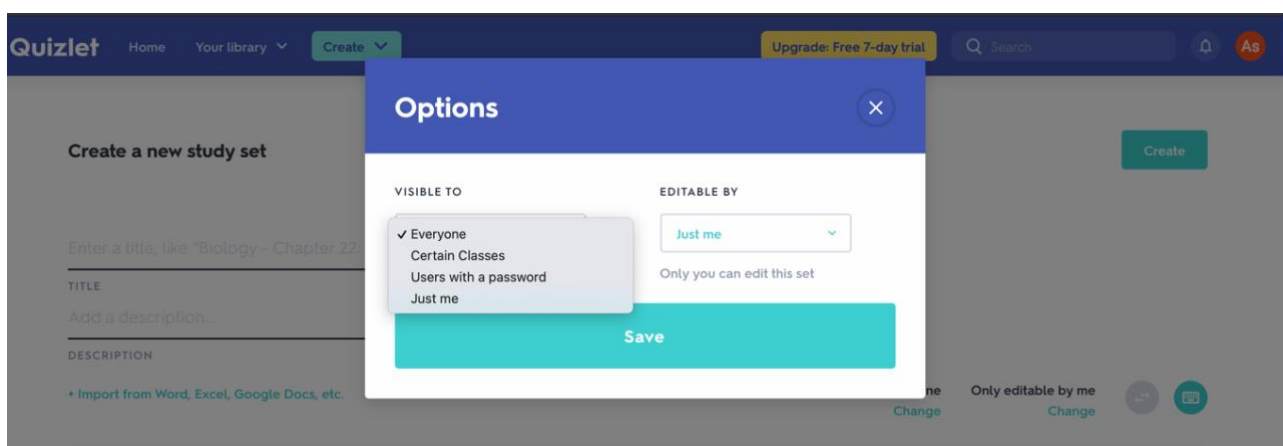 Quizlet Home Your library Create Upgrade: Free 7-day trial Search As
Options
Create a new study set
Create
VISIBLE TO
EDITABLE BY
✓ Everyone
Certain Classes
Users with a password
Just me
Just me
Only you can edit this set
Enter a title, like "Biology - Chapter 22:
TITLE
Add a description...
DESCRIPTION
Save
+ Import from Word, Excel, Google Docs, etc.
ne
Change
Only editable by me
Change